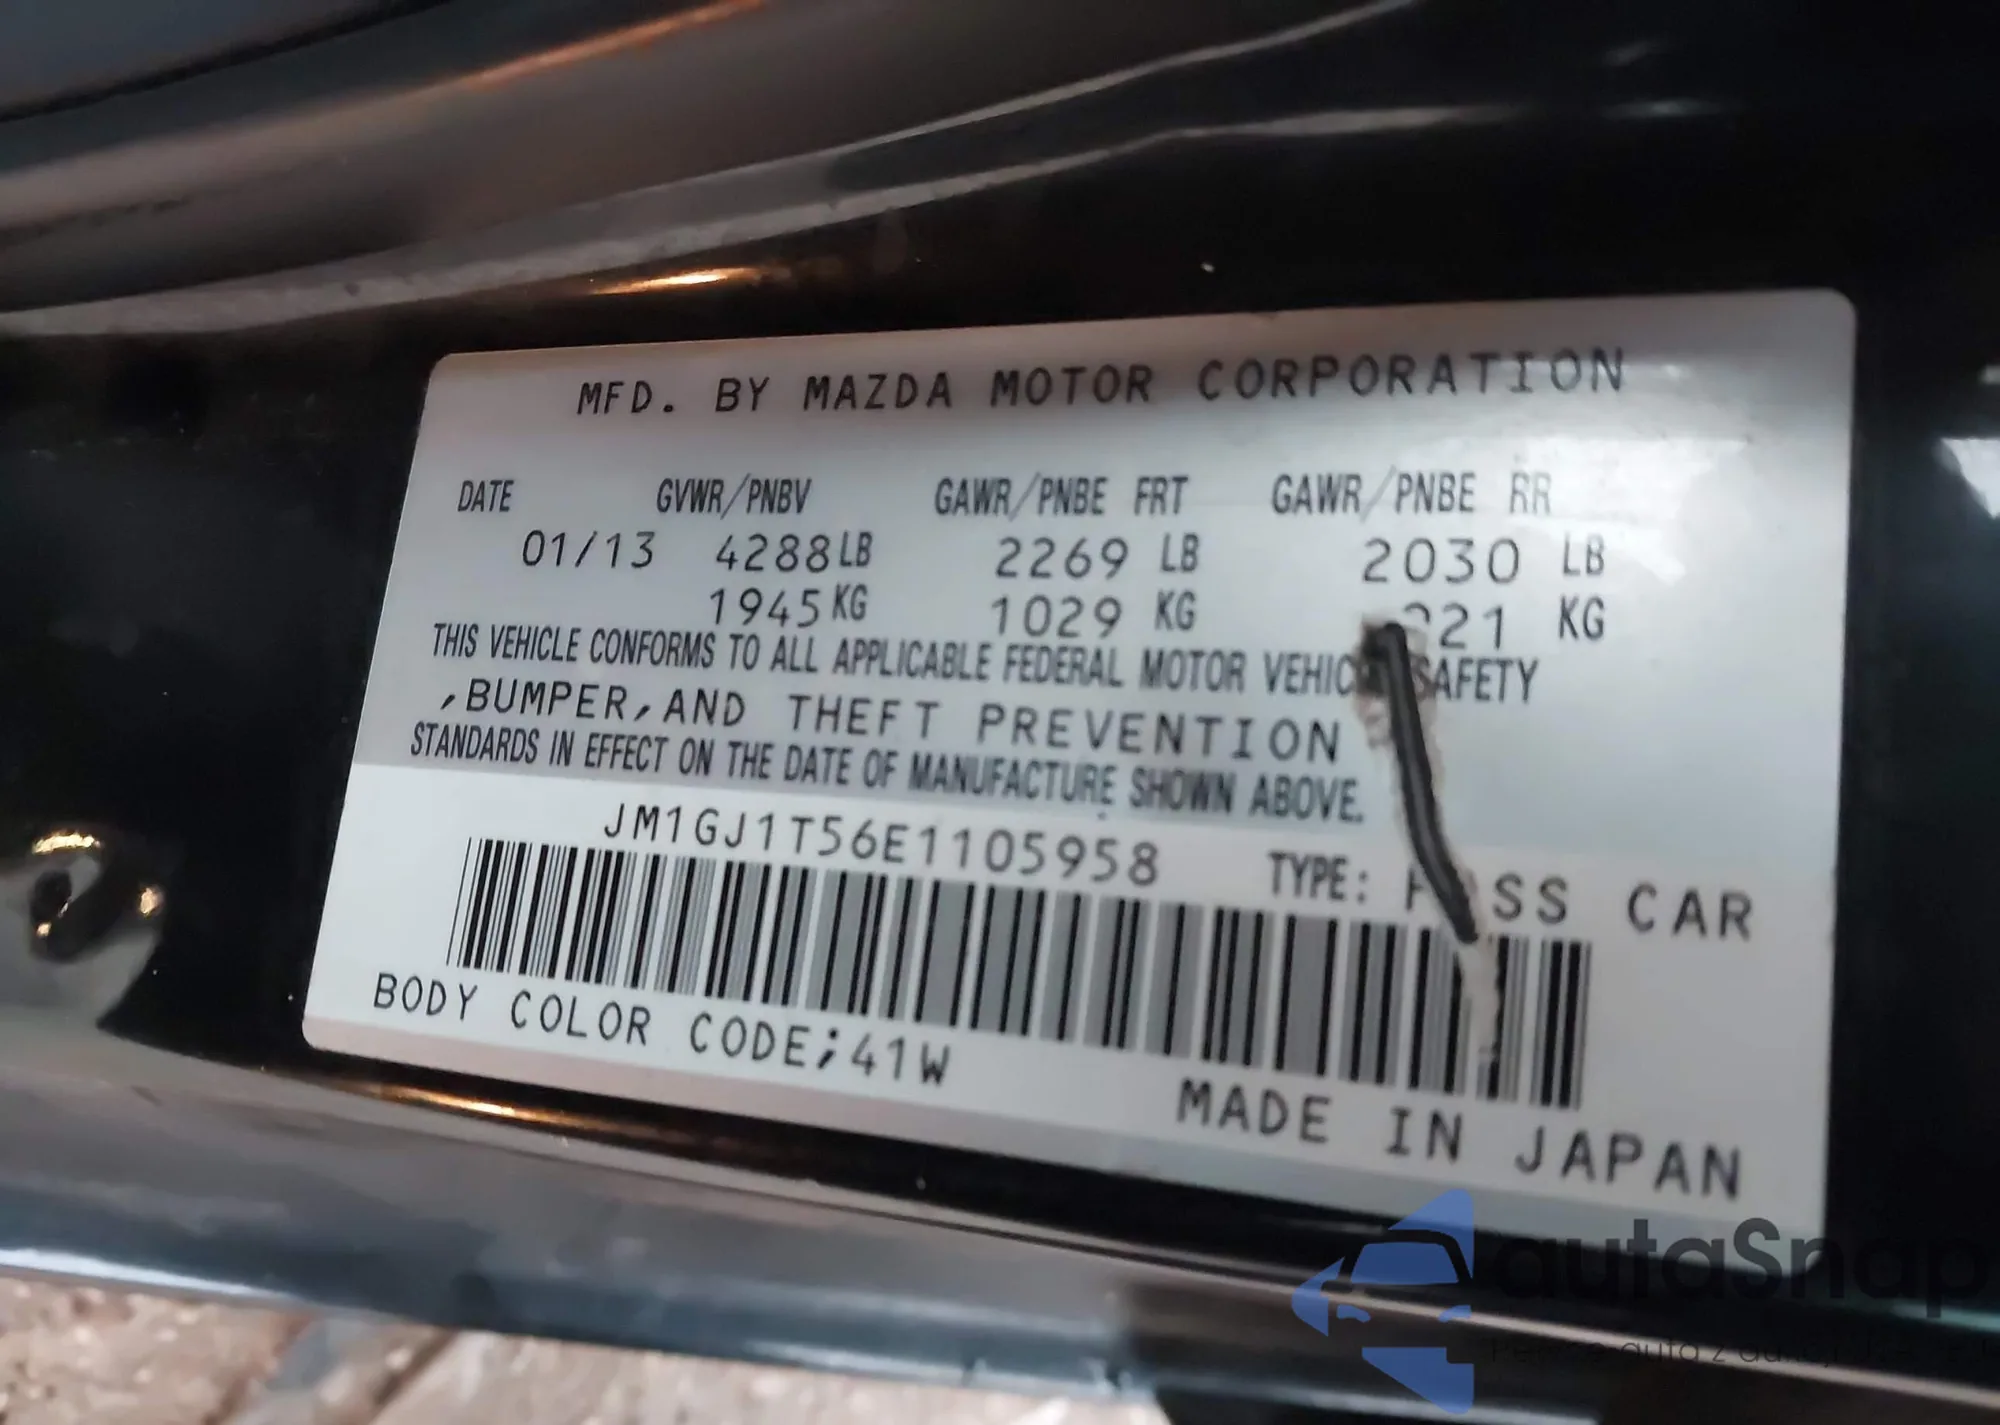 MFD. BY MAZDA MOTOR CORPORATION
DATE GVWR/PNBV GAWR/PNBE FRT GAWR/PNBE RR
01/13 4288 LB 2269 LB 2030 LB
1945 KG 1029 KG KG
THIS VEHICLE CONFORMS TO ALL APPLICABLE FEDERAL MOTOR VEHICLE SAFETY
,BUMPER,AND THEFT PREVENTION
STANDARDS IN EFFECT ON THE DATE OF MANUFACTURE SHOWN ABOVE.
JM1GJ1T56E1105958 TYPE: PASS CAR
BODY COLOR CODE;41W
MADE IN JAPAN
autaSnap